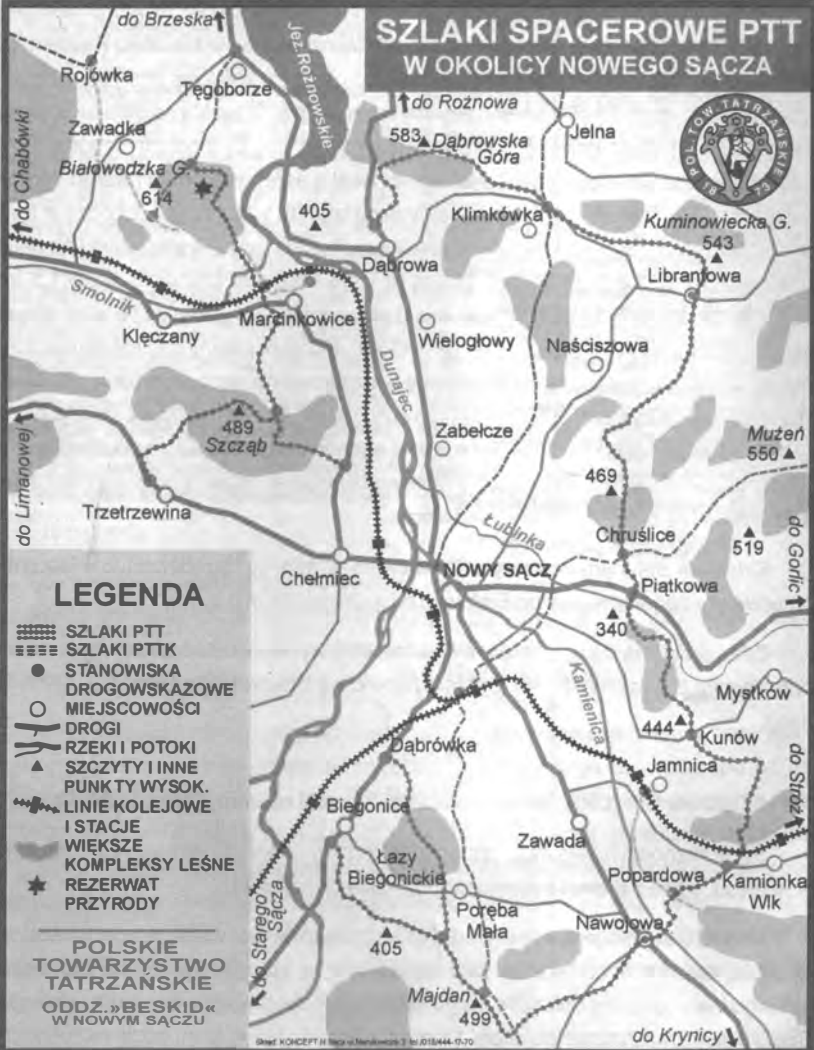 SZLAKI SPACEROWE PTT
W OKOLICY NOWEGO SĄCZA
do Brzeska
Rojówka
Tęgoborze
Jez.Rożnowskie
do Rożnowa
Jelna
POL. TOW. TATRZAŃSKIE
583
Dąbrowska
Góra
Zawadka
Białowodzka G.
614
do Chabówki
405
Klimkówka
Kuminowiecka G.
543
Dąbrowa
Librantowa
Smolnik
Klęczany
Marcinkowice
Wielogłowy
Naściszowa
Dunajec
489
Szcząb
Zabełcze
Mużeń
550
do Limanowej
469
Trzetrzewina
Łubinka
Chruślice
519
do Gorlic
Chełmiec
NOWY SĄCZ
Piątkowa
340
Kamienica
Mystków
444
Kunów
Dąbrówka
Jamnica
do Stróż
Biegonice
Zawada
Łazy
Biegonickie
Popardowa
Kamionka
Wlk
Poręba
Mała
Nawojowa
405
do Starego
Sącza
Majdan
499
do Krynicy
LEGENDA
SZLAKI PTT
SZLAKI PTTK
STANOWISKA
DROGOWSKAZOWE
MIEJSCOWOŚCI
DROGI
RZEKI I POTOKI
SZCZYTY I INNE
PUNKTY WYSOK.
LINIE KOLEJOWE
I STACJE
WIĘKSZE
KOMPLEKSY LEŚNE
REZERWAT
PRZYRODY
POLSKIE
TOWARZYSTWO
TATRZAŃSKIE
ODDZ.»BESKID«
W NOWYM SĄCZU